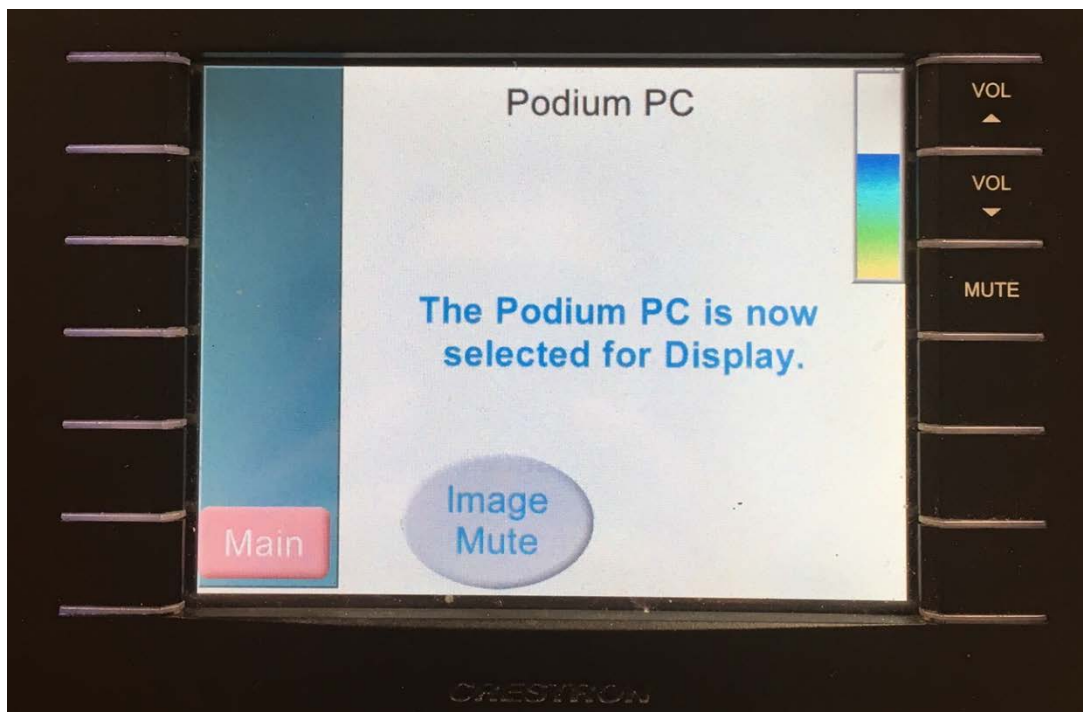 Podium PC
VOL
VOL
MUTE
The Podium PC is now
selected for Display.
Image
Mute
Main
CRESTRON